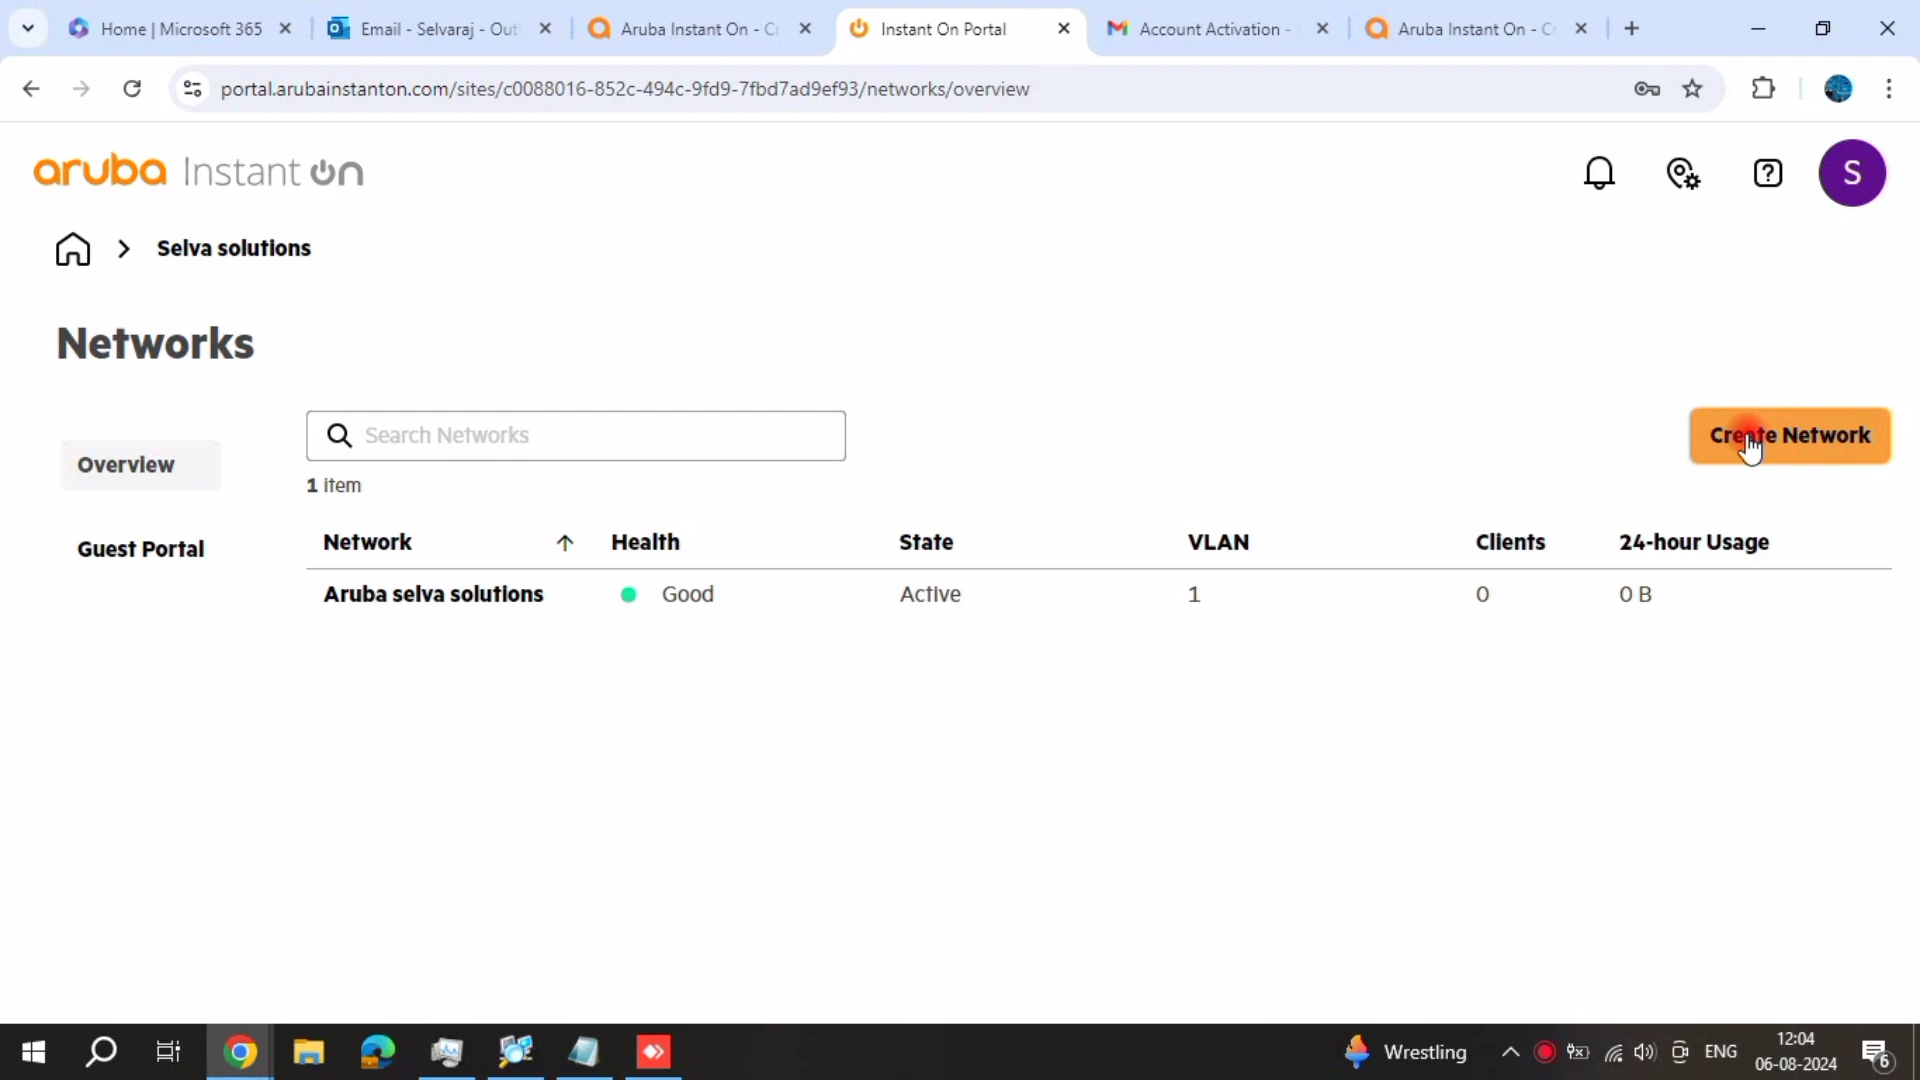 Home | Microsoft 365
Email - Selvaraj - Out
Aruba Instant On - C
Instant On Portal
Account Activation -
Aruba Instant On - C
portal.arubainstanton.com/sites/c0088016-852c-494c-9fd9-7fbd7ad9ef93/networks/overview
aruba Instant on
S
Selva solutions
Networks
Search Networks
Create Network
Overview
1 item
Guest Portal
Network Health State VLAN Clients 24-hour Usage
Aruba selva solutions Good Active 1 0 0 B
Wrestling
ENG
12:04
06-08-2024
6